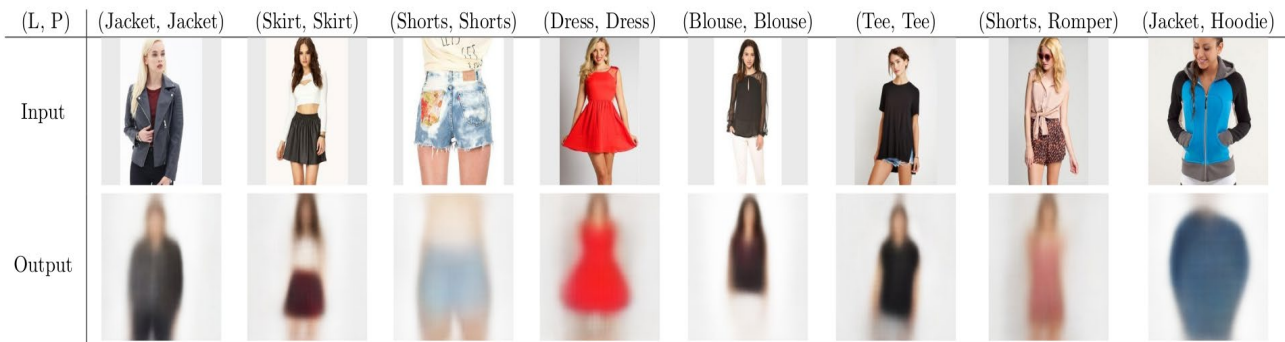 (L, P) (Jacket, Jacket) (Skirt, Skirt) (Shorts, Shorts) (Dress, Dress) (Blouse, Blouse) (Tee, Tee) (Shorts, Romper) (Jacket, Hoodie)
Input
Output